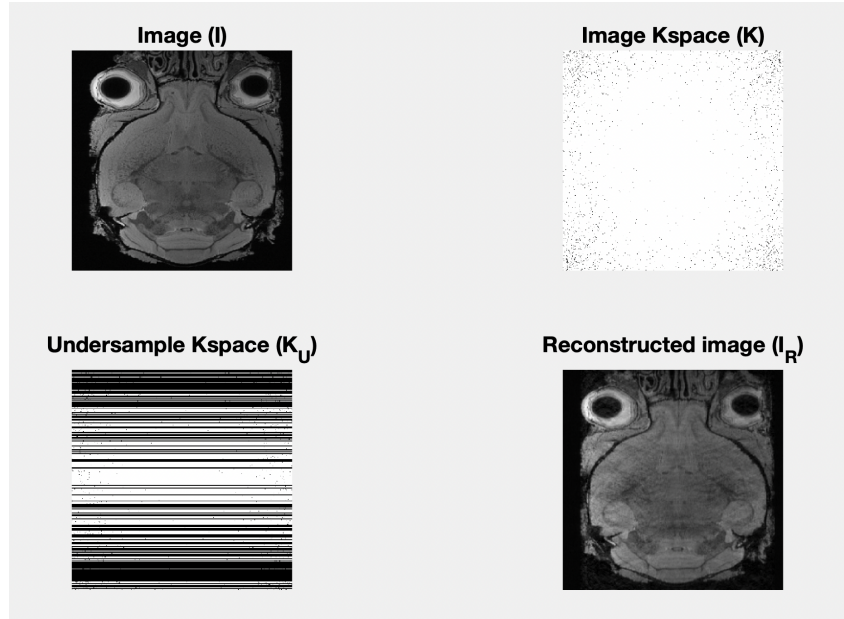 Image (I)
Image Kspace (K)
Undersample Kspace (K_U)
Reconstructed image (I_R)